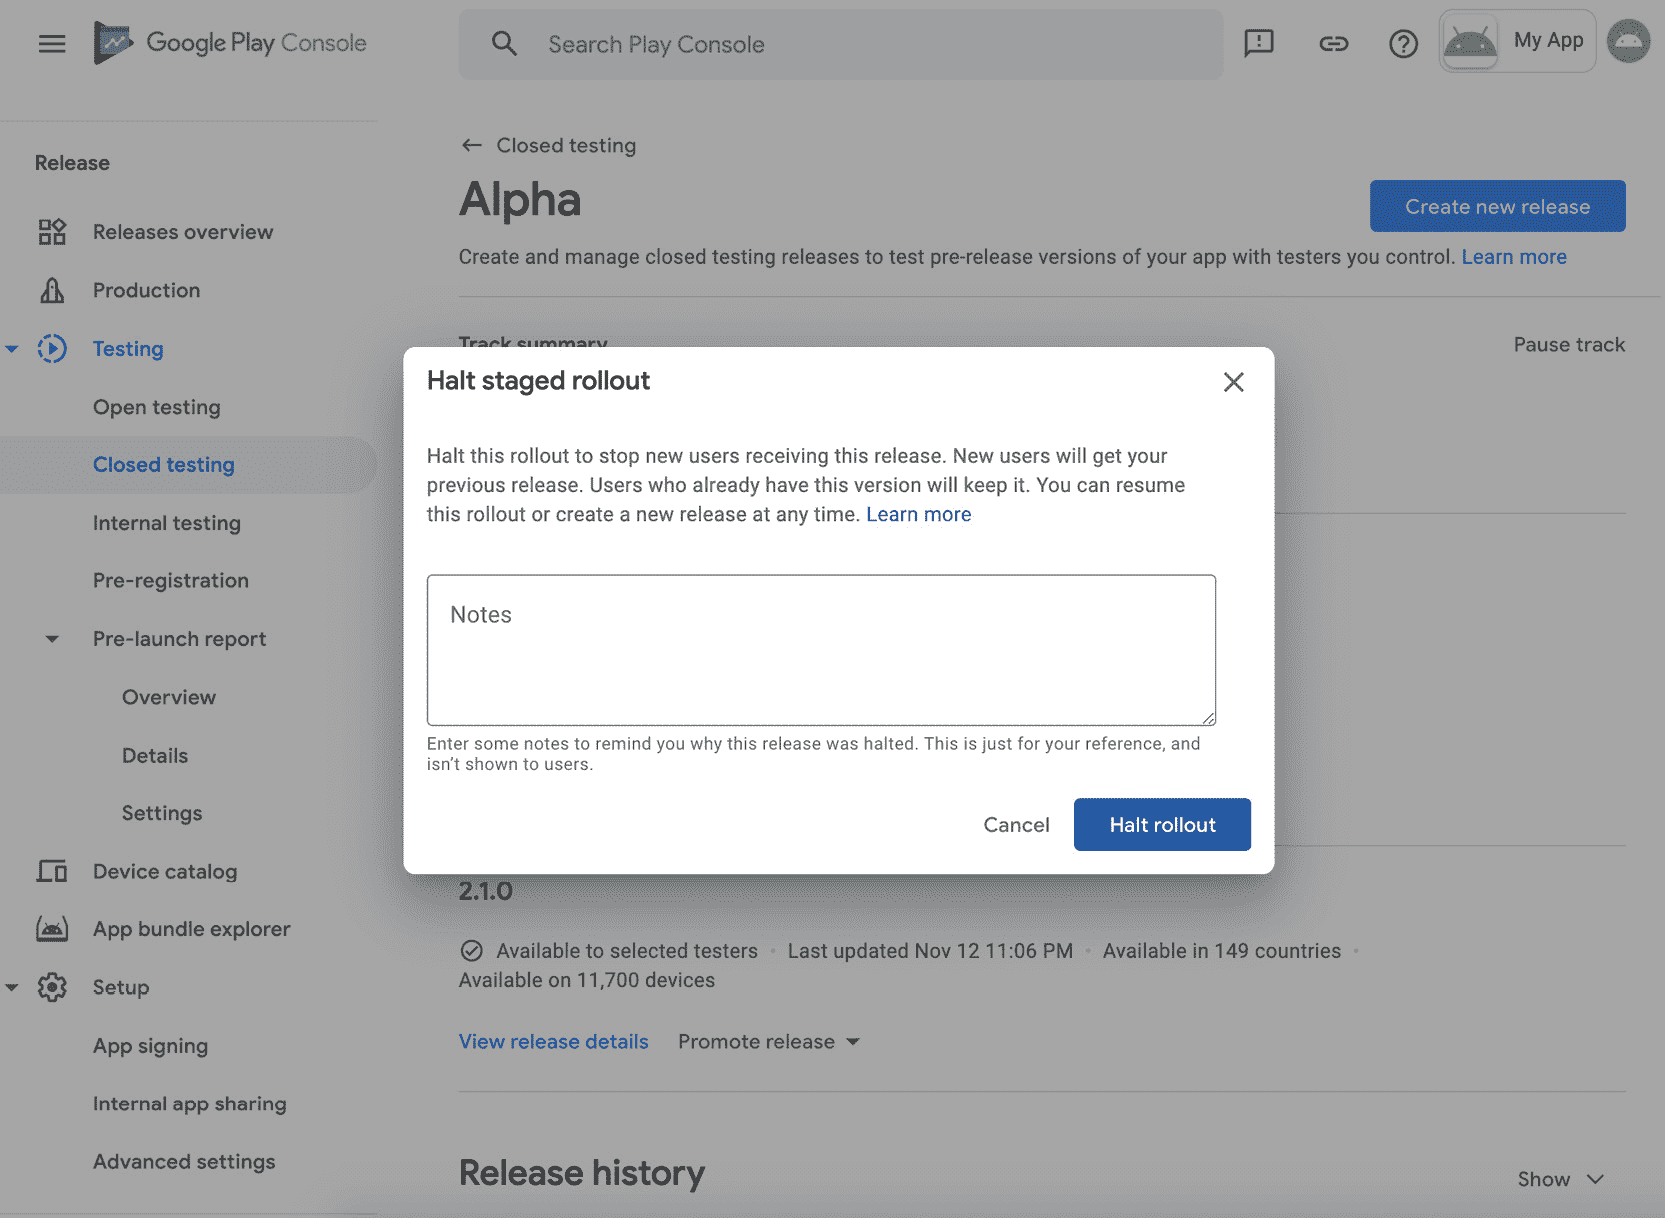 Google Play Console
Search Play Console
My App
Release
Releases overview
Production
Testing
Open testing
Closed testing
Internal testing
Pre-registration
Pre-launch report
Overview
Details
Settings
Device catalog
App bundle explorer
Setup
App signing
Internal app sharing
Advanced settings
Closed testing
Alpha
Create new release
Create and manage closed testing releases to test pre-release versions of your app with testers you control. Learn more
Track summary
Pause track
Halt staged rollout
Halt this rollout to stop new users receiving this release. New users will get your
previous release. Users who already have this version will keep it. You can resume
this rollout or create a new release at any time. Learn more
Notes
Enter some notes to remind you why this release was halted. This is just for your reference, and
isn't shown to users.
Cancel
Halt rollout
2.1.0
Available to selected testers • Last updated Nov 12 11:06 PM • Available in 149 countries •
Available on 11,700 devices
View release details
Promote release
Release history
Show